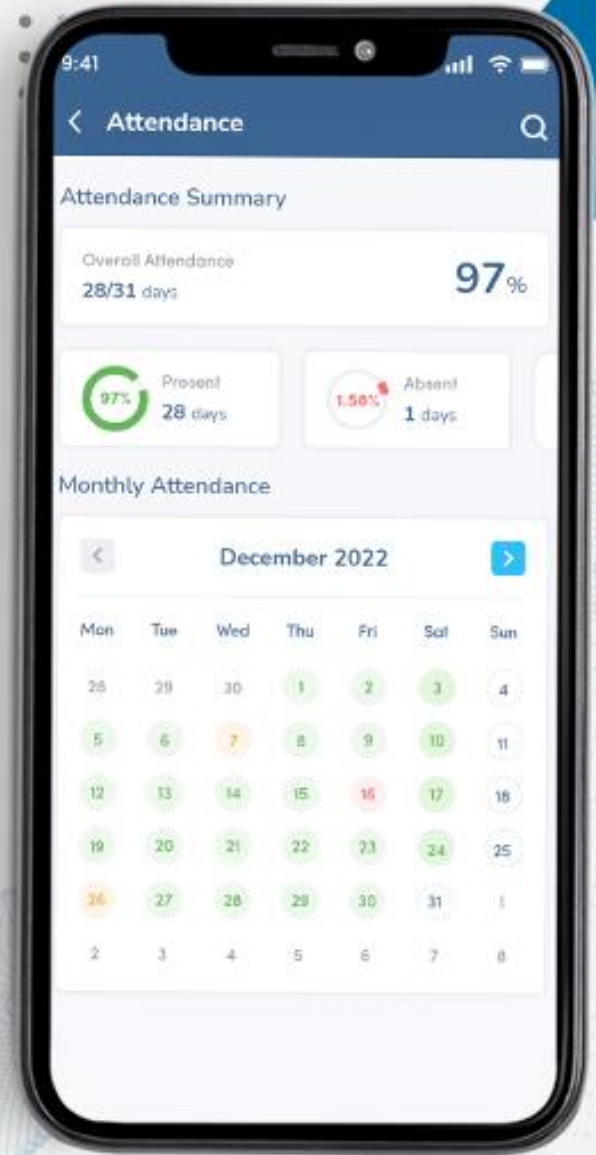 9:41
Attendance
Attendance Summary
Overall Attendance
28/31 days
97%
97%
Present
28 days
1.58%
Absent
1 days
Monthly Attendance
December 2022
Mon Tue Wed Thu Fri Sat Sun
28 29 30 1 2 3 4
5 6 7 8 9 10 11
12 13 14 15 16 17 18
19 20 21 22 23 24 25
26 27 28 29 30 31 1
2 3 4 5 6 7 8